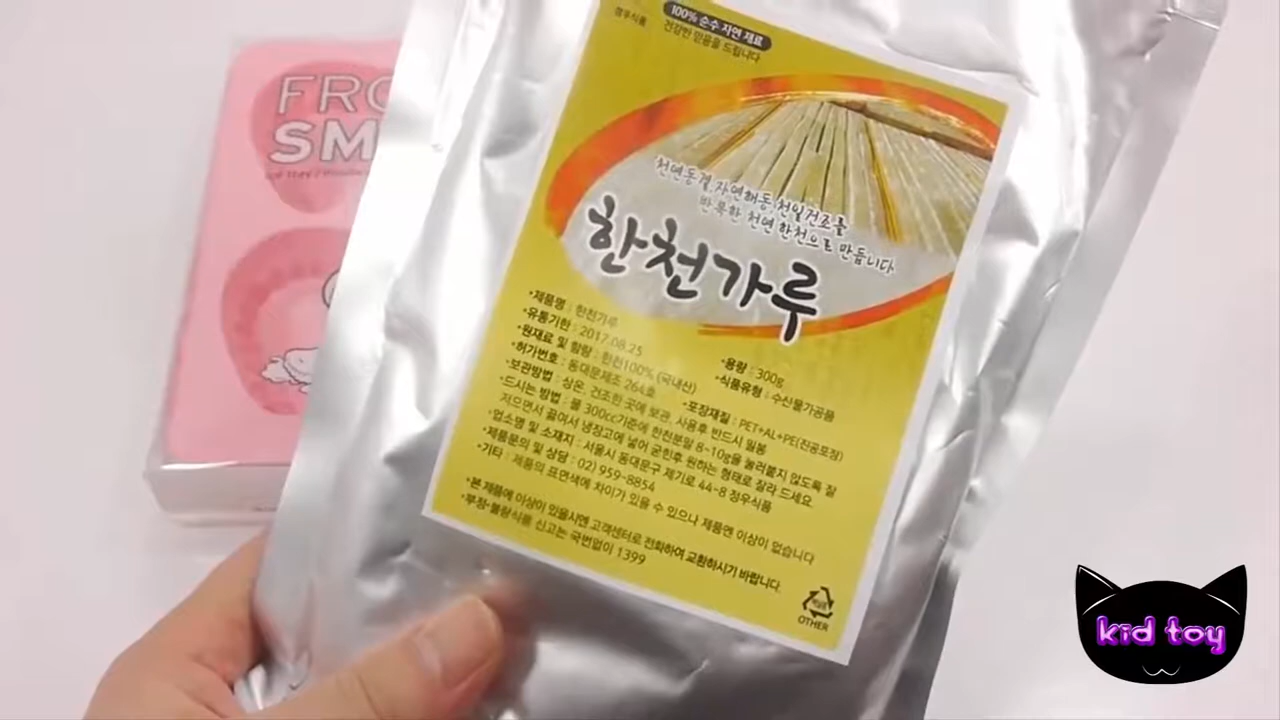 정우식품
100% 순수 자연 재료
건강한 믿음을 드립니다
천연동결,자연해동,천일건조를
반복한 천연 한천으로 만듭니다
한천가루
•제품명 : 한천가루
•유통기한 : 2017.08.25
•용량 : 300g
•원재료 및 함량 : 한천100% (국내산)
•식품유형 : 수산물가공품
•허가번호 : 동대문제조 264호
•포장재질 : PET+AL+PE(진공포장)
•보관방법 : 상온, 건조한 곳에 보관, 사용후 반드시 밀봉
•드시는 방법 : 물 300cc기준에 한천분말 8~10g을 눌러붙지 않도록 잘
저으면서 끓여서 냉장고에 넣어 굳힌후 원하는 형태로 잘라 드세요
•업소명 및 소재지 : 서울시 동대문구 제기로 44-8 정우식품
•제품문의 및 상담 : 02) 959-8854
•기타 : 제품의 표면색에 차이가 있을 수 있으나 제품엔 이상이 없습니다
•본 제품에 이상이 있을시엔 고객센터로 전화하여 교환하시기 바랍니다.
•부정•불량식품 신고는 국번없이 1399
OTHER
FRO
SM
kid toy